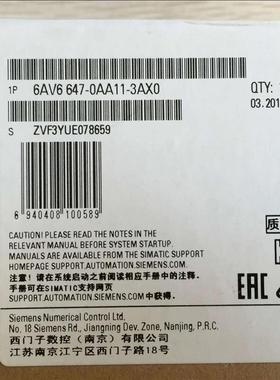 1P 6AV6 647-0AA11-3AX0 QTY:
03.201
S ZVF3YUE078659
6 940408 100589
CAUTION! PLEASE READ THE NOTES IN THE
RELEVANT MANUAL BEFORE SYSTEM STARTUP.
MANUALS ARE AVAILABLE FROM THE SIMATIC SUPPORT
HOMEPAGE SUPPORT.AUTOMATION.SIEMENS.COM
注意! 请在系统启动之前阅读相应手册中的注意。
手册可在SIMATIC支持网页
SUPPORT.AUTOMATION.SIEMENS.COM中获得。
质
EAC
Siemens Numerical Control Ltd.
No. 18 Siemens Rd., Jiangning Dev. Zone, Nanjing, P.R.C.
西门子数控(南京)有限公司
江苏南京江宁区西门子路18号